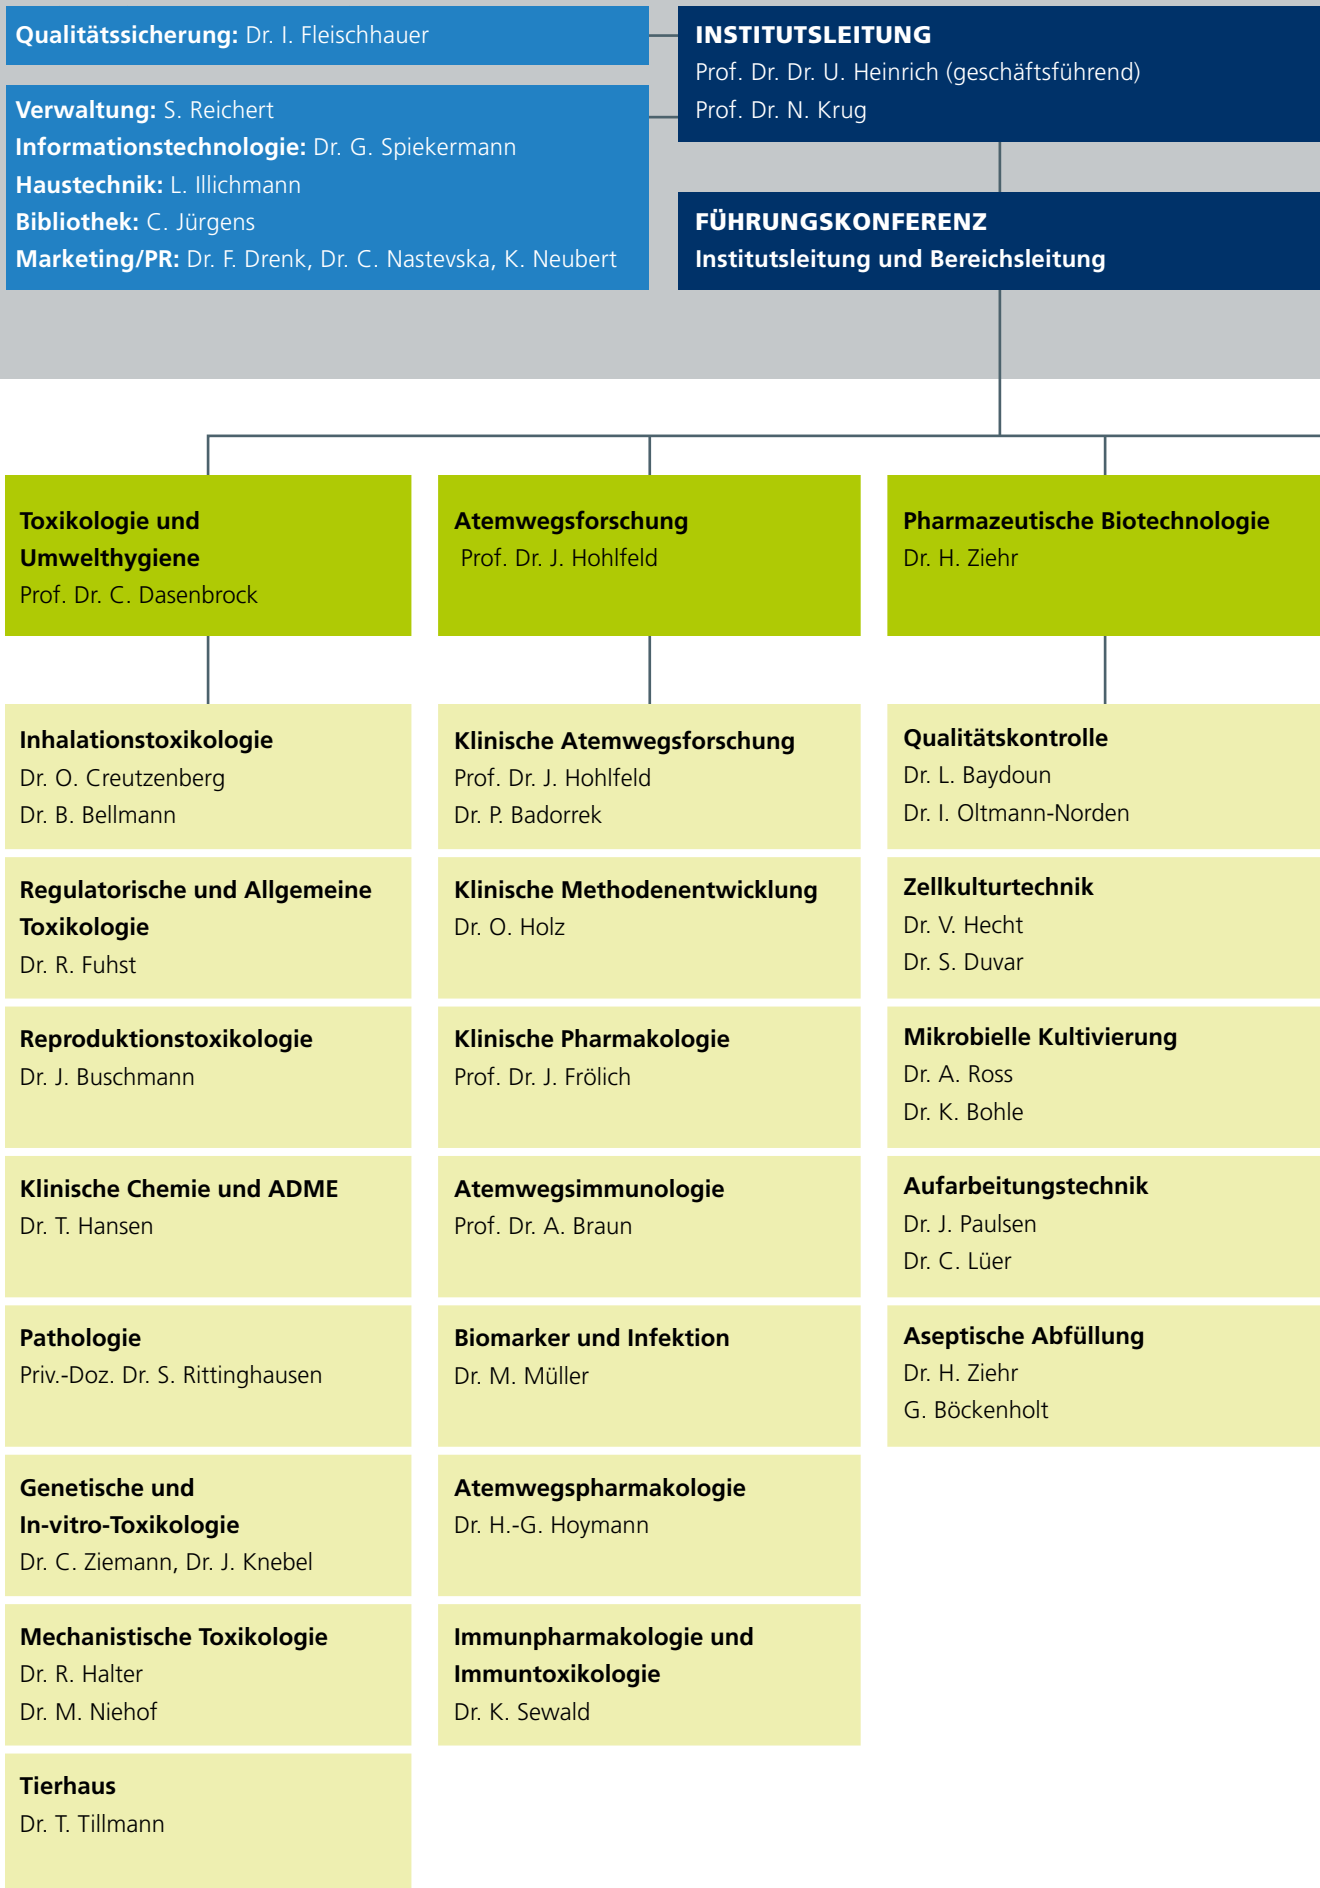 Qualitätssicherung: Dr. I. Fleischhauer
Verwaltung: S. Reichert
Informationstechnologie: Dr. G. Spiekermann
Haustechnik: L. Illichmann
Bibliothek: C. Jürgens
Marketing/PR: Dr. F. Drenk, Dr. C. Nastevska, K. Neubert
INSTITUTSLEITUNG
Prof. Dr. Dr. U. Heinrich (geschäftsführend)
Prof. Dr. N. Krug
FÜHRUNGSKONFERENZ
Institutsleitung und Bereichsleitung
Toxikologie und
Umwelthygiene
Prof. Dr. C. Dasenbrock
Inhalationstoxikologie
Dr. O. Creutzenberg
Dr. B. Bellmann
Regulatorische und Allgemeine
Toxikologie
Dr. R. Fuhst
Reproduktionstoxikologie
Dr. J. Buschmann
Klinische Chemie und ADME
Dr. T. Hansen
Pathologie
Priv.-Doz. Dr. S. Rittinghausen
Genetische und
In-vitro-Toxikologie
Dr. C. Ziemann, Dr. J. Knebel
Mechanistische Toxikologie
Dr. R. Halter
Dr. M. Niehof
Tierhaus
Dr. T. Tillmann
Atemwegsforschung
Prof. Dr. J. Hohlfeld
Klinische Atemwegsforschung
Prof. Dr. J. Hohlfeld
Dr. P. Badorrek
Klinische Methodenentwicklung
Dr. O. Holz
Klinische Pharmakologie
Prof. Dr. J. Frölich
Atemwegsimmunologie
Prof. Dr. A. Braun
Biomarker und Infektion
Dr. M. Müller
Atemwegspharmakologie
Dr. H.-G. Hoymann
Immunpharmakologie und
Immuntoxikologie
Dr. K. Sewald
Pharmazeutische Biotechnologie
Dr. H. Ziehr
Qualitätskontrolle
Dr. L. Baydoun
Dr. I. Oltmann-Norden
Zellkulturtechnik
Dr. V. Hecht
Dr. S. Duvar
Mikrobielle Kultivierung
Dr. A. Ross
Dr. K. Bohle
Aufarbeitungstechnik
Dr. J. Paulsen
Dr. C. Lüer
Aseptische Abfüllung
Dr. H. Ziehr
G. Böckenholt